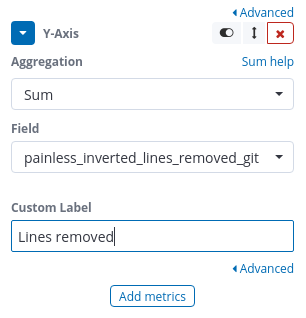 Advanced
Y-Axis
Aggregation Sum help
Sum
Field
painless_inverted_lines_removed_git
Custom Label
Lines removed
Advanced
Add metrics